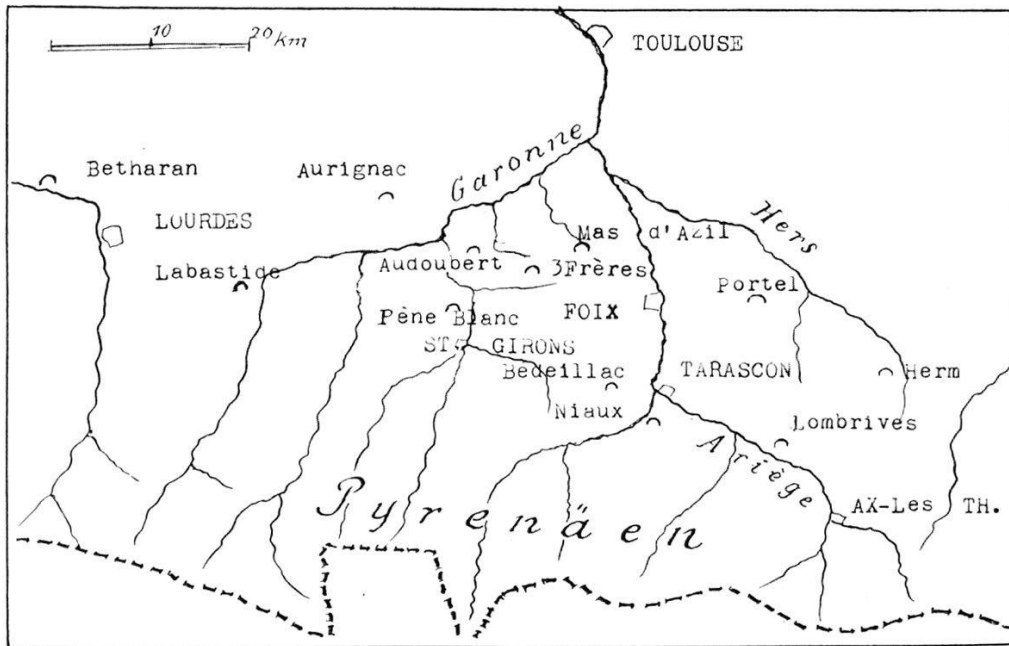 10 20 km
TOULOUSE
Garonne
Betharan
Aurignac
Hers
LOURDES
Mas d'Azil
Labastide
Audoubert
3Frères
Portel
Pène Blanc
FOIX
ST GIRONS
Bedeillac
TARASCON
Herm
Niaux
Lombrives
Ariège
Pyrenäen
AX-Les TH.